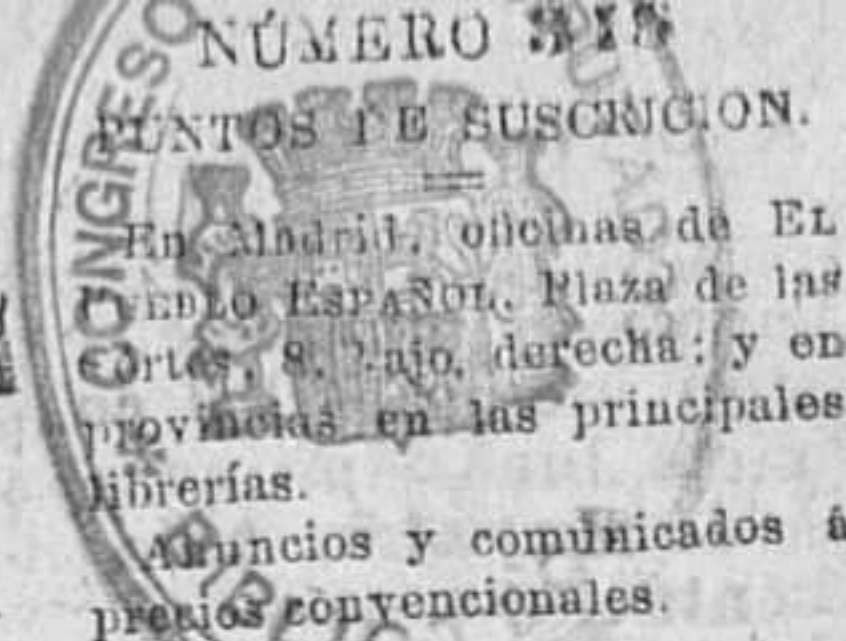 NÚMERO
PUNTOS DE SUSCRICION.
En Madrid, oficinas de EL
PUEBLO ESPAÑOL, Plaza de las
Córtes, 8, bajo, derecha; y en
provincias en las principales
librerías.
Anuncios y comunicados á
precios convencionales.
CONGRESO